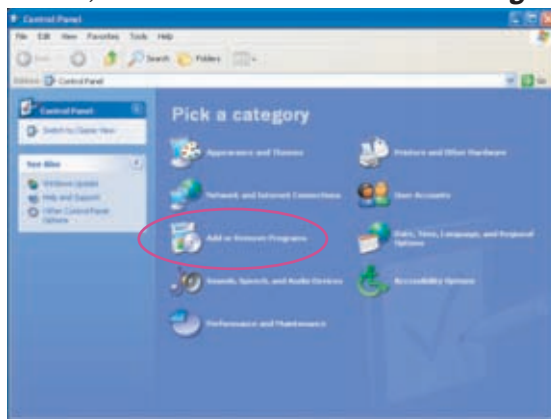 Control Panel
File Edit View Favorites Tools Help
Search Folders
Control Panel Go
Control Panel
Switch to Classic View
See Also
Windows Update
Help and Support
Other Control Panel
Options
Pick a category
Appearance and Themes
Printers and Other Hardware
Network and Internet Connections
User Accounts
Add or Remove Programs
Date, Time, Language, and Regional
Options
Sounds, Speech, and Audio Devices
Accessibility Options
Performance and Maintenance